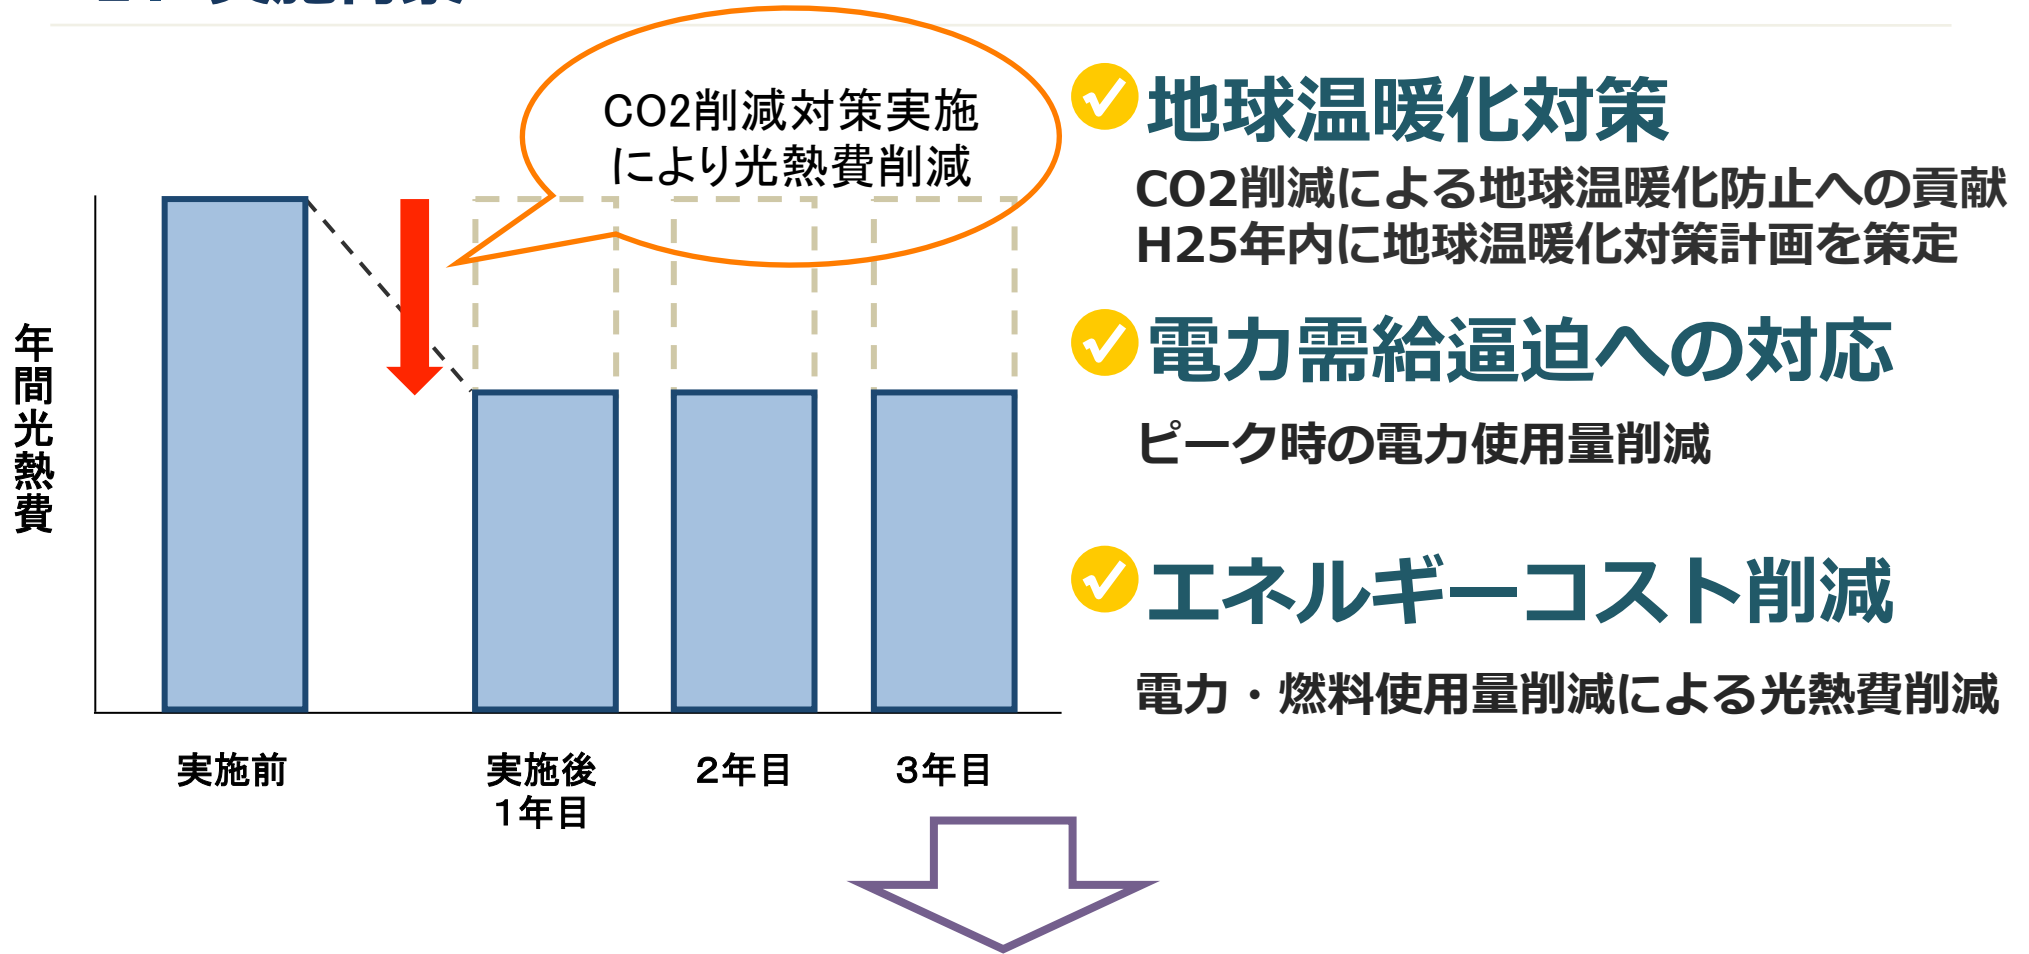 CO2削減対策実施
により光熱費削減
年間光熱費
実施前
実施後
1年目
2年目
3年目
地球温暖化対策
CO2削減による地球温暖化防止への貢献
H25年内に地球温暖化対策計画を策定
電力需給逼迫への対応
ピーク時の電力使用量削減
エネルギーコスト削減
電力・燃料使用量削減による光熱費削減